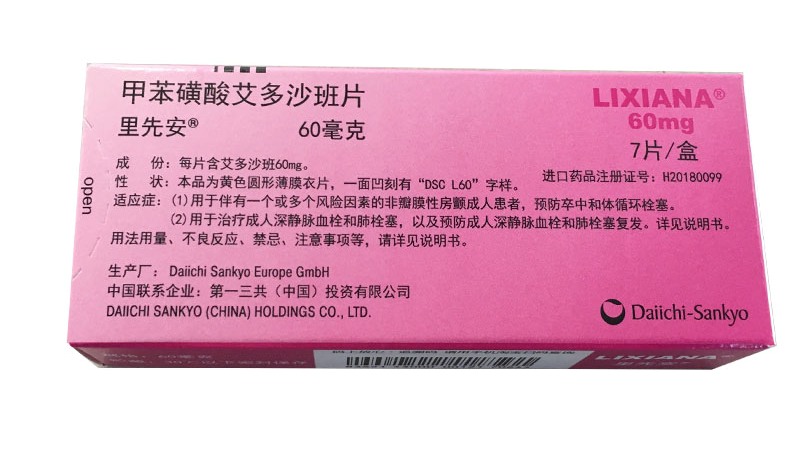 甲苯磺酸艾多沙班片
里先安® 60毫克
LIXIANA®
60mg
7片/盒
进口药品注册证号：H20180099
成 份：每片含艾多沙班60mg。
性 状：本品为黄色圆形薄膜衣片，一面凹刻有“DSC L60”字样。
适应症：(1)用于伴有一个或多个风险因素的非瓣膜性房颤成人患者，预防卒中和体循环栓塞。
(2)用于治疗成人深静脉血栓和肺栓塞，以及预防成人深静脉血栓和肺栓塞复发。详见说明书。
用法用量、不良反应、禁忌、注意事项等，请详见说明书。
生产厂：Daiichi Sankyo Europe GmbH
中国联系企业：第一三共（中国）投资有限公司
DAIICHI SANKYO (CHINA) HOLDINGS CO., LTD.
Daiichi-Sankyo
open
60毫克
LIXIANA®
里先安®